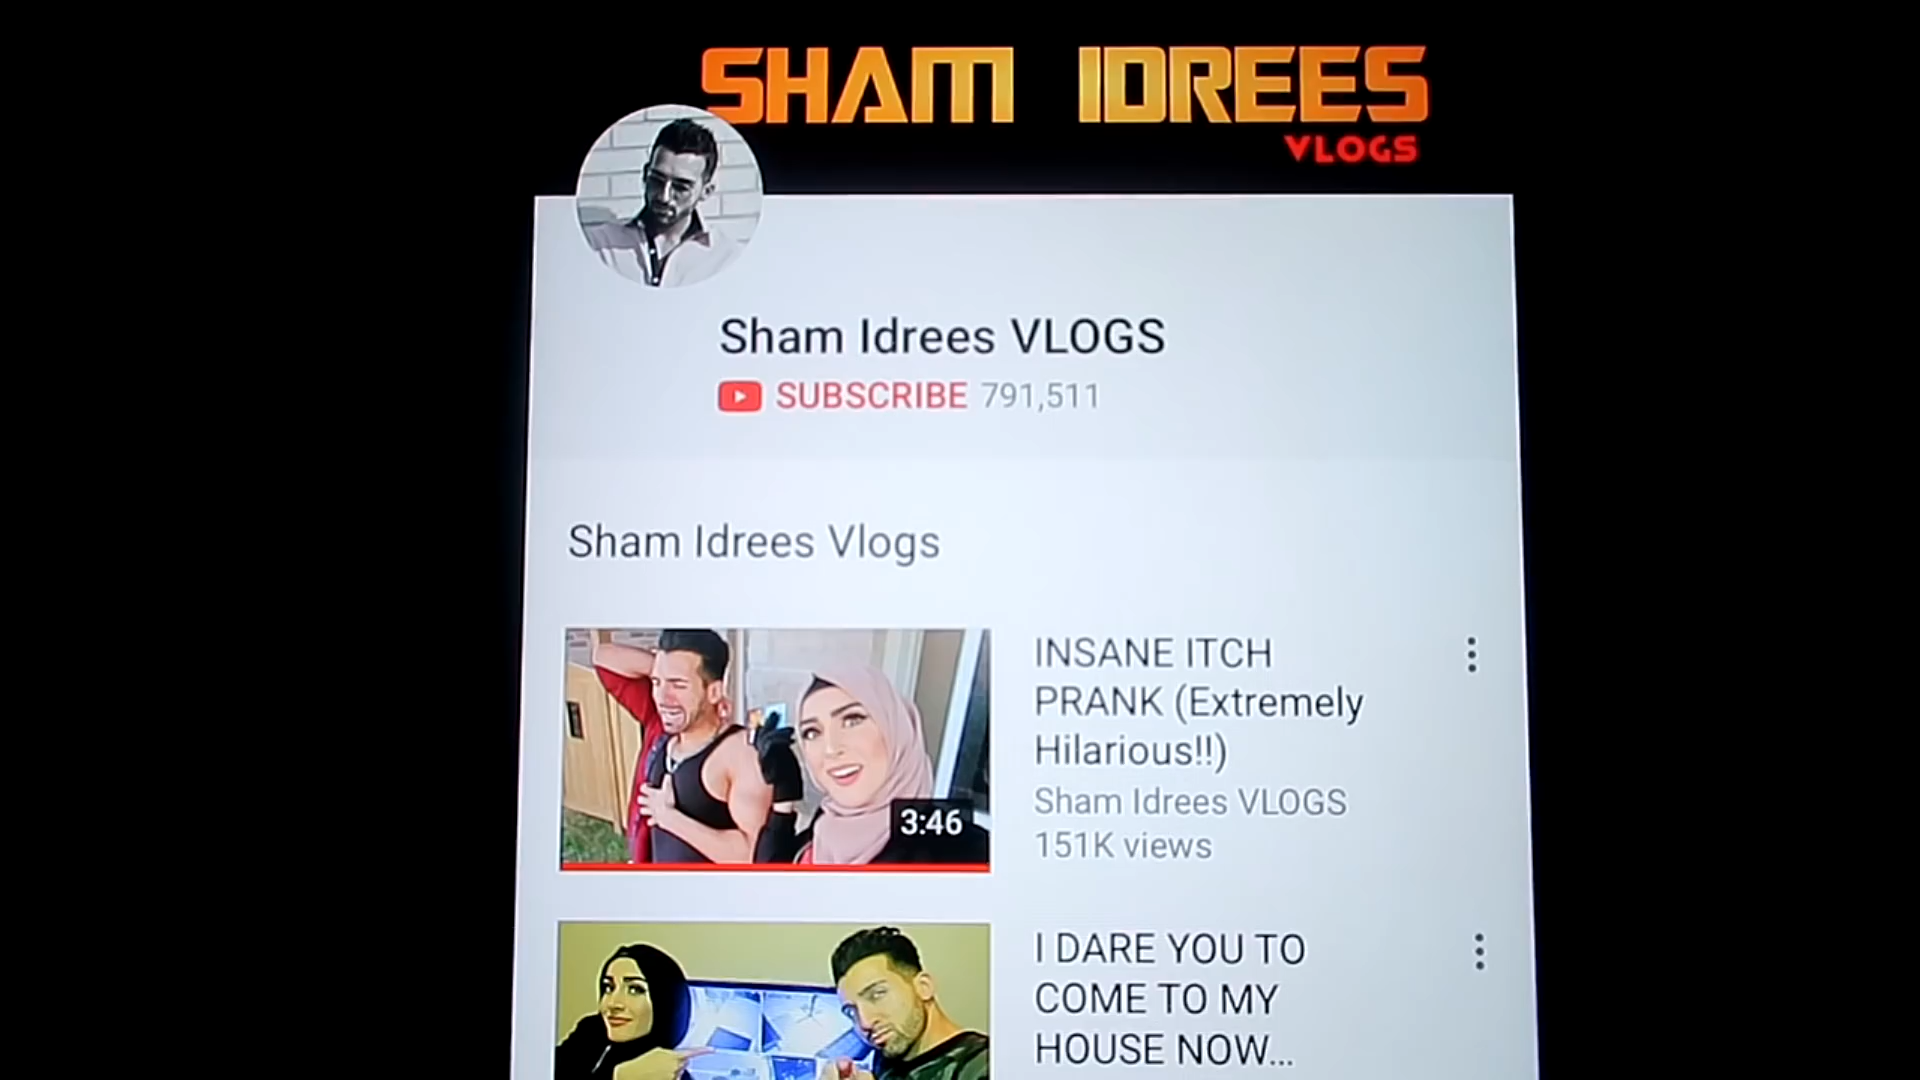 SHAM IDREES
VLOGS
Sham Idrees VLOGS
SUBSCRIBE 791,511
Sham Idrees Vlogs
INSANE ITCH
PRANK (Extremely
Hilarious!!)
Sham Idrees VLOGS
151K views
3:46
I DARE YOU TO
COME TO MY
HOUSE NOW...